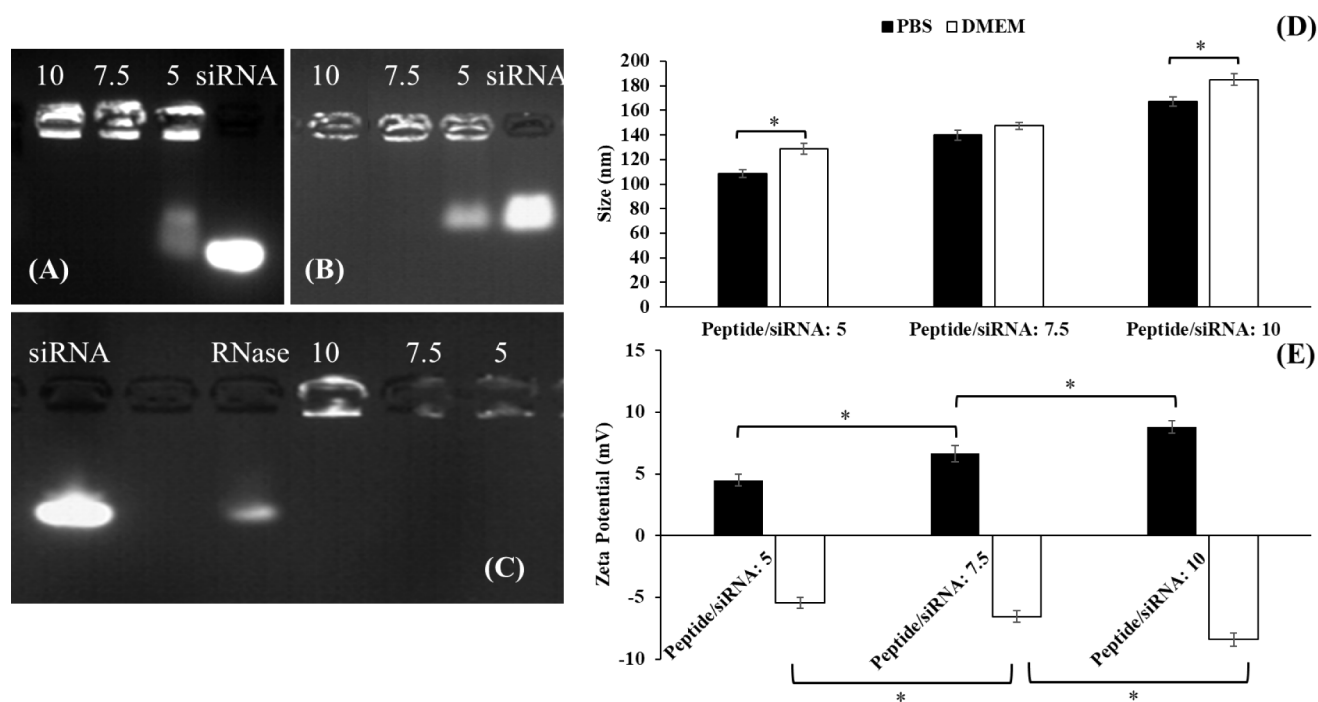 10 7.5 5 siRNA
(A)
10 7.5 5 siRNA
(B)
siRNA RNase 10 7.5 5
(C)
PBS DMEM
(D)
Size (nm)
200
180
160
140
120
100
80
60
40
20
0
*
*
Peptide/siRNA: 5 Peptide/siRNA: 7.5 Peptide/siRNA: 10
(E)
Zeta Potential (mV)
15
10
5
0
-5
-10
*
*
Peptide/siRNA: 5
Peptide/siRNA: 7.5
Peptide/siRNA: 10
*
*